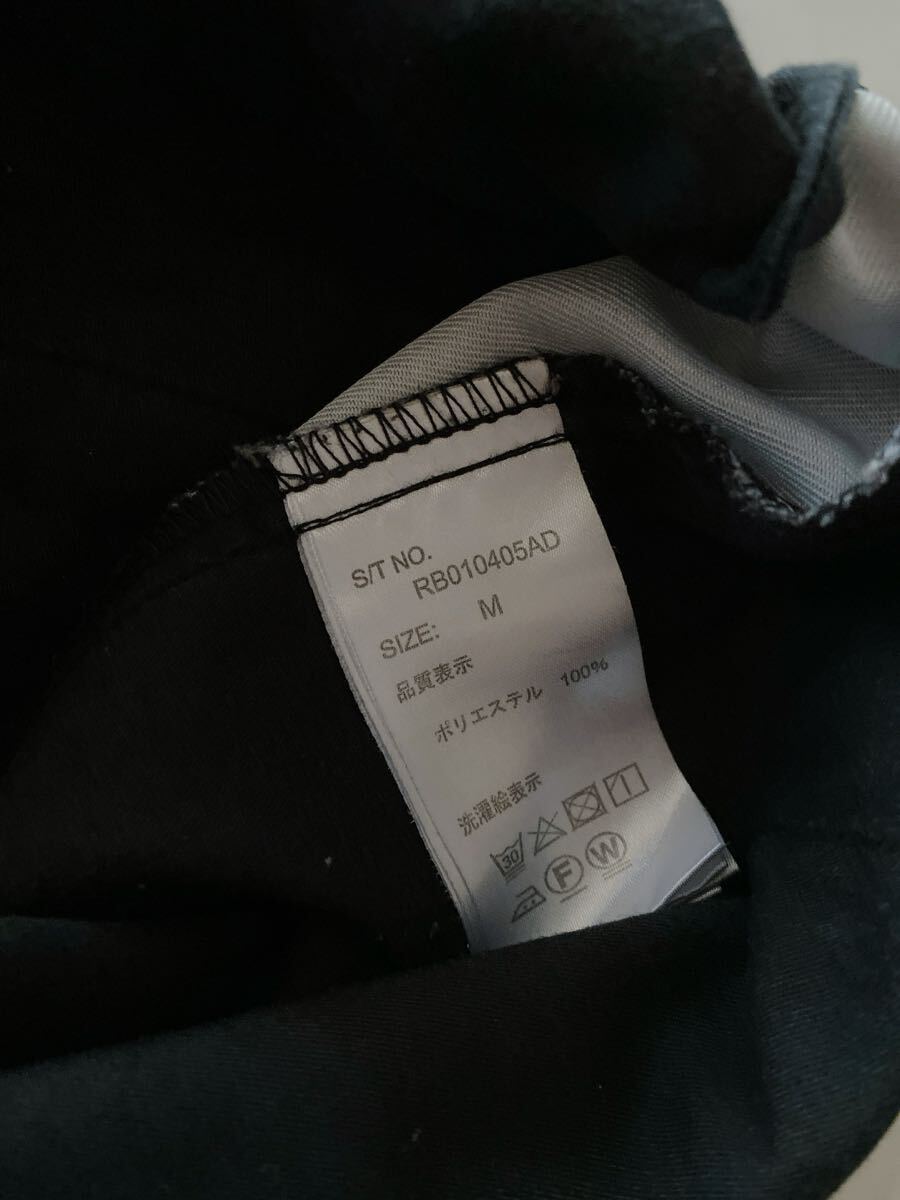 S/T NO.
RB010405AD
SIZE: M
品質表示
ポリエステル 100%
洗濯絵表示
30
F W